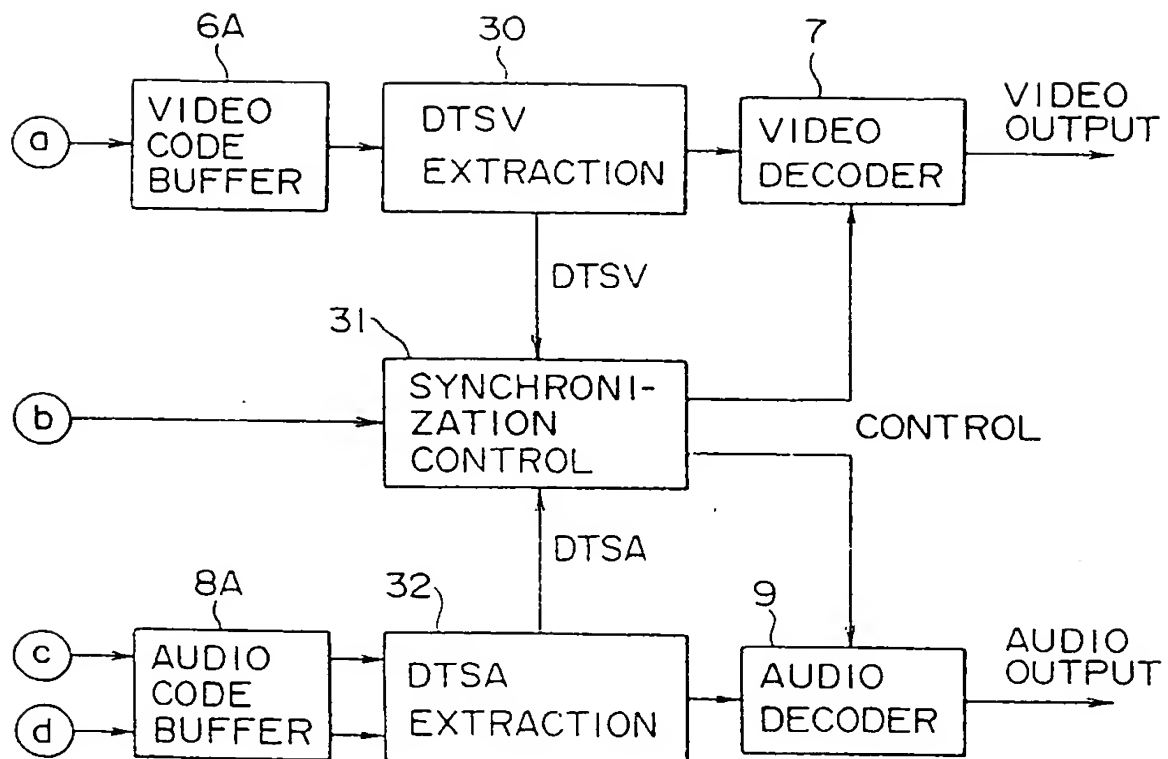 6A
30
7
a
VIDEO
CODE
BUFFER
DTSV
EXTRACTION
VIDEO
DECODER
VIDEO
OUTPUT
DTSV
31
b
SYNCHRONI-
ZATION
CONTROL
CONTROL
DTSA
8A
32
9
c
d
AUDIO
CODE
BUFFER
DTSA
EXTRACTION
AUDIO
DECODER
AUDIO
OUTPUT